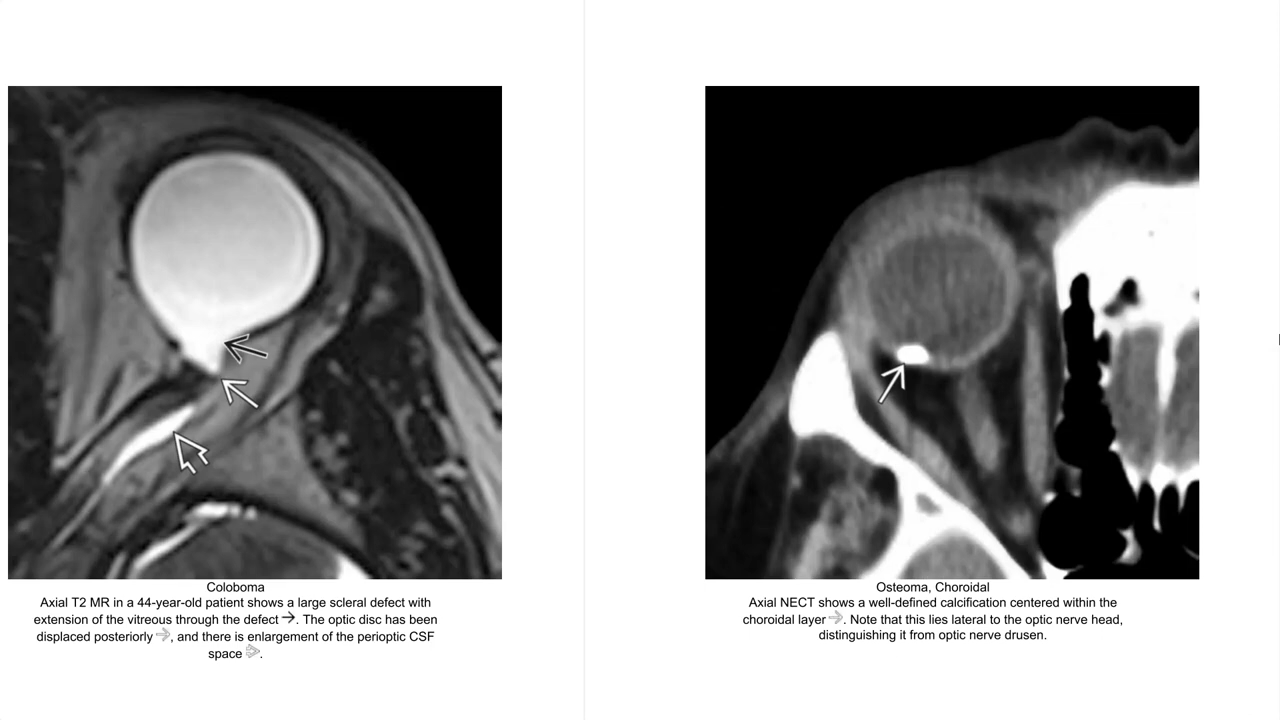 Coloboma
Axial T2 MR in a 44-year-old patient shows a large scleral defect with
extension of the vitreous through the defect ➔. The optic disc has been
displaced posteriorly ➔, and there is enlargement of the perioptic CSF
space ➔.
Osteoma, Choroidal
Axial NECT shows a well-defined calcification centered within the
choroidal layer ➔. Note that this lies lateral to the optic nerve head,
distinguishing it from optic nerve drusen.